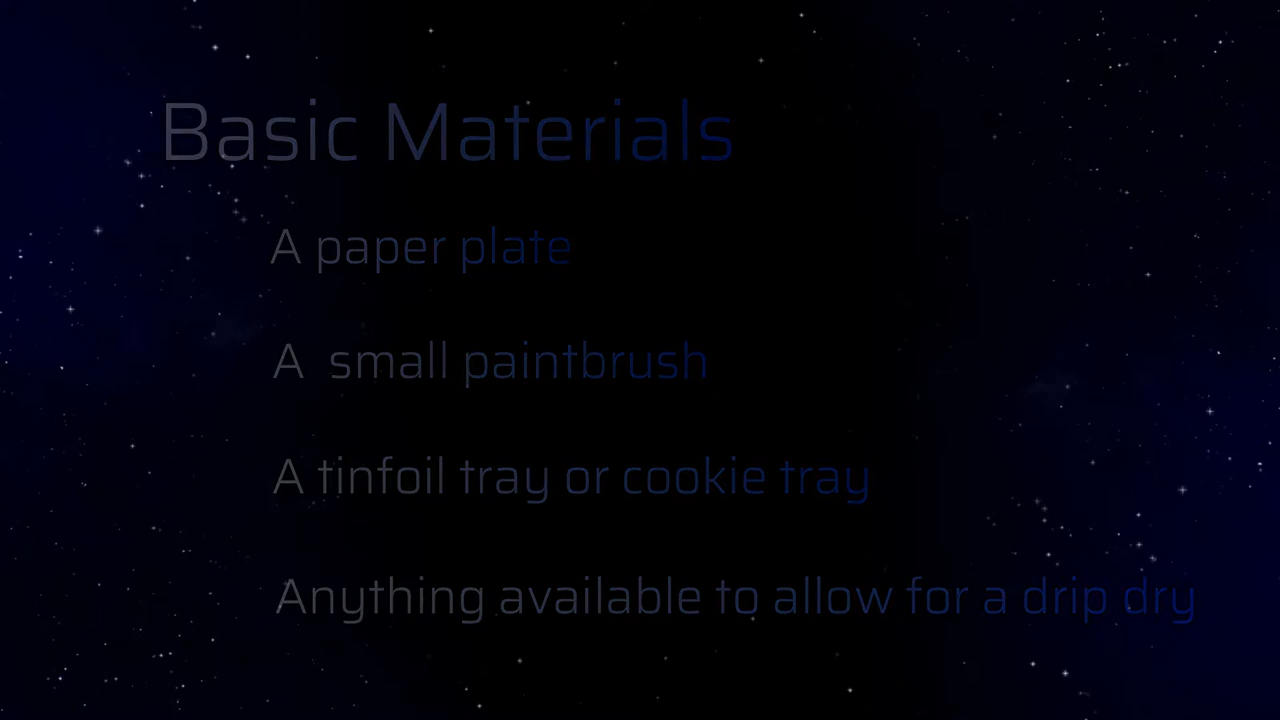 Basic Materials
A paper plate
A small paintbrush
A tinfoil tray or cookie tray
Anything available to allow for a drip dry